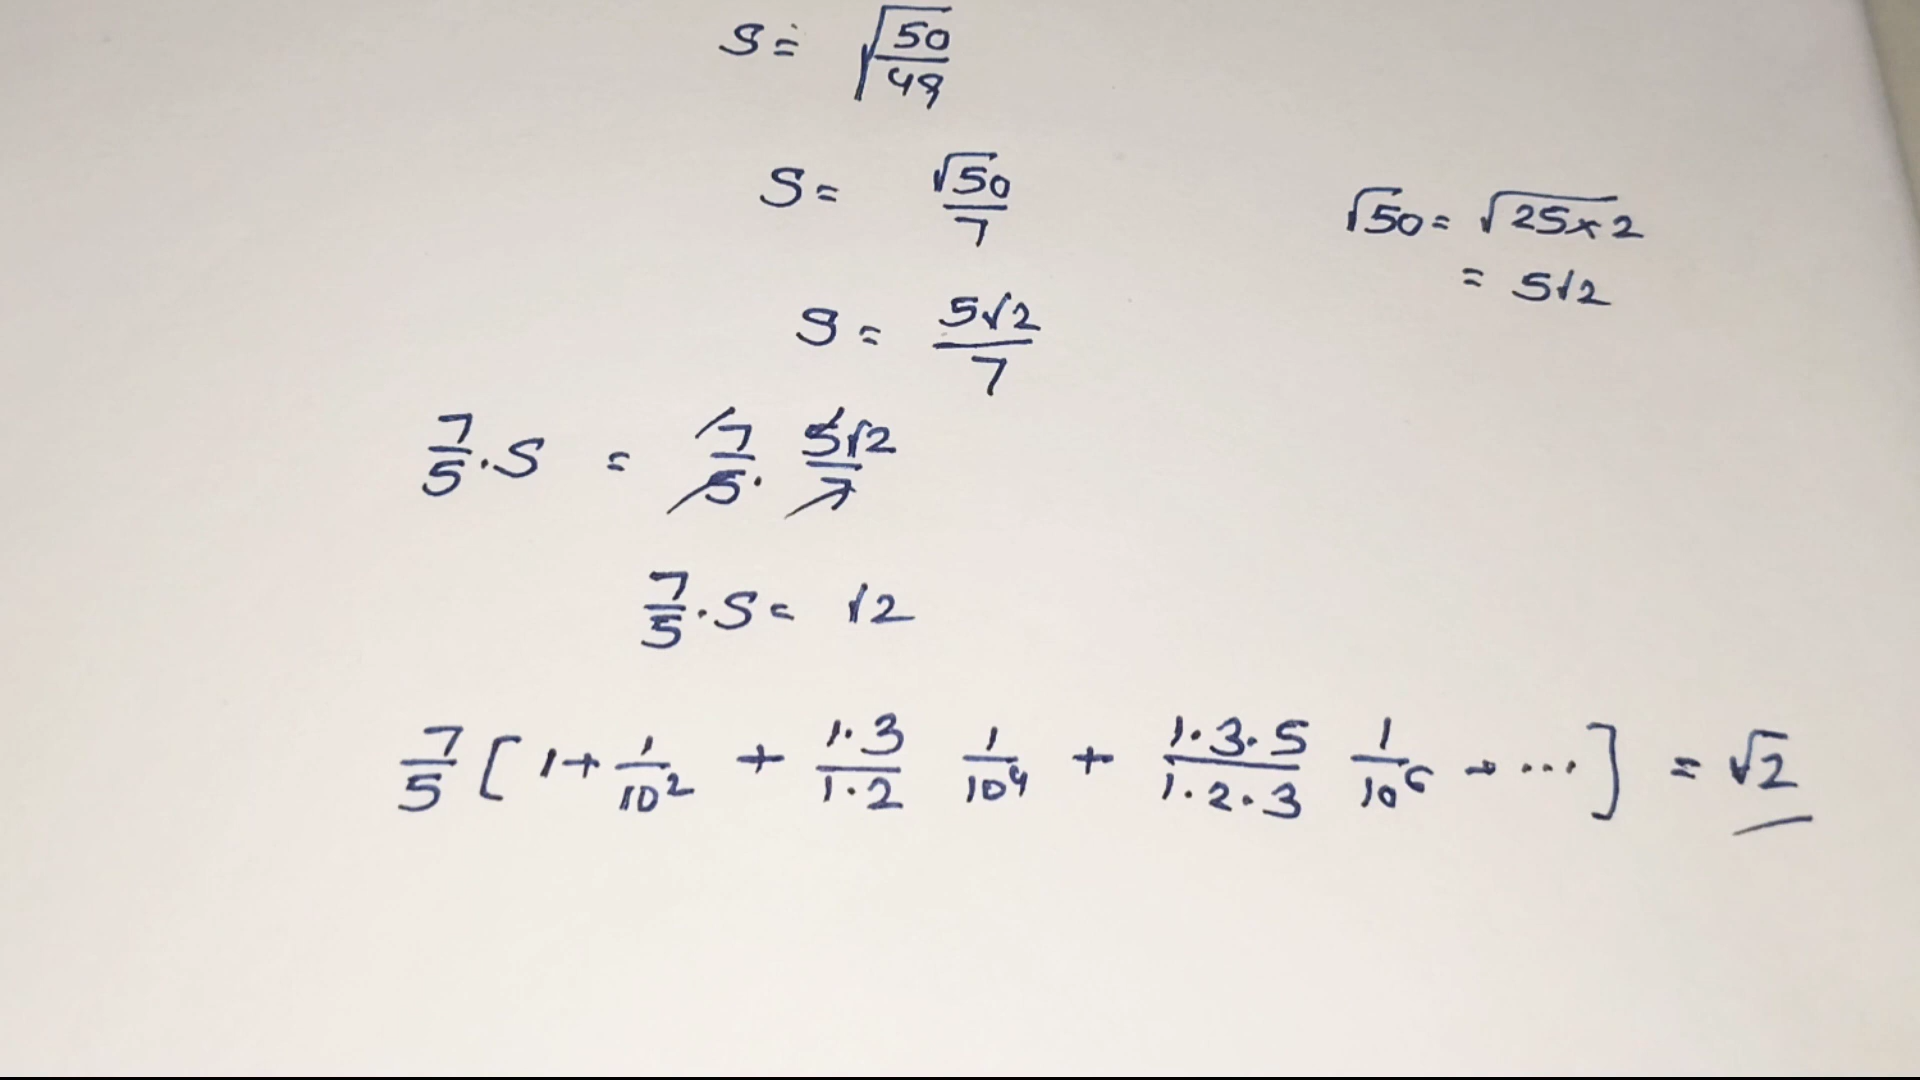 S = √(50/49)
S = √50/7
√50 = √25×2
= 5√2
S = 5√2/7
7/5 · S = 7/5 · 5√2/7
7/5 · S = √2
7/5 [ 1 + 1/10² + 1·3/1·2 1/10⁴ + 1·3·5/1·2·3 1/10⁶ + ... ] = √2